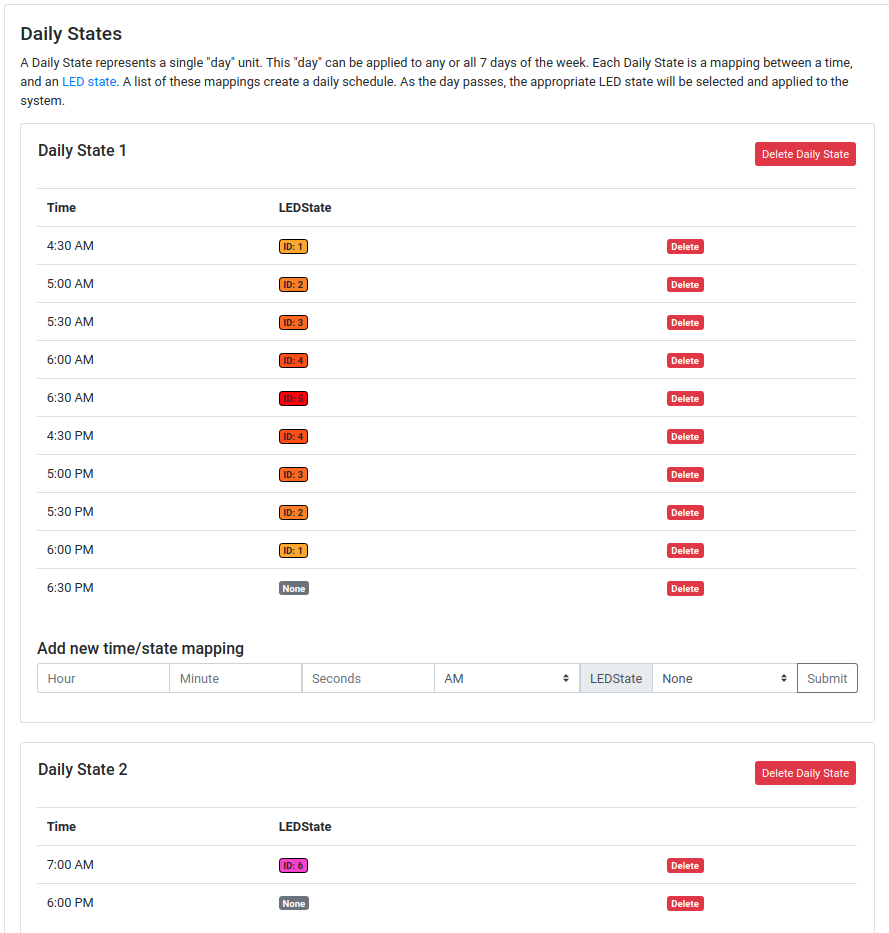 Daily States
A Daily State represents a single "day" unit. This "day" can be applied to any or all 7 days of the week. Each Daily State is a mapping between a time,
and an LED state. A list of these mappings create a daily schedule. As the day passes, the appropriate LED state will be selected and applied to the
system.
Daily State 1 Delete Daily State
Time LEDState
4:30 AM ID: 1 Delete
5:00 AM ID: 2 Delete
5:30 AM ID: 3 Delete
6:00 AM ID: 4 Delete
6:30 AM ID: 5 Delete
4:30 PM ID: 4 Delete
5:00 PM ID: 3 Delete
5:30 PM ID: 2 Delete
6:00 PM ID: 1 Delete
6:30 PM None Delete
Add new time/state mapping
Hour Minute Seconds AM LEDState None Submit
Daily State 2 Delete Daily State
Time LEDState
7:00 AM ID: 6 Delete
6:00 PM None Delete